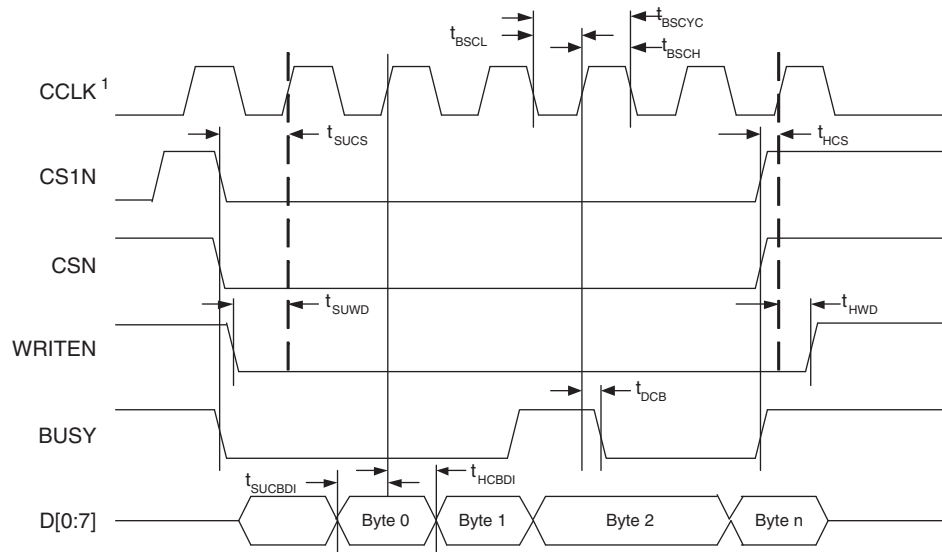 t_BSCYC
t_BSCL
t_BSCH
CCLK 1
t_SUCS
t_HCS
CS1N
CSN
t_SUWD
t_HWD
WRITEN
t_DCB
BUSY
t_SUCBDI
t_HCBDI
D[0:7]
Byte 0
Byte 1
Byte 2
Byte n